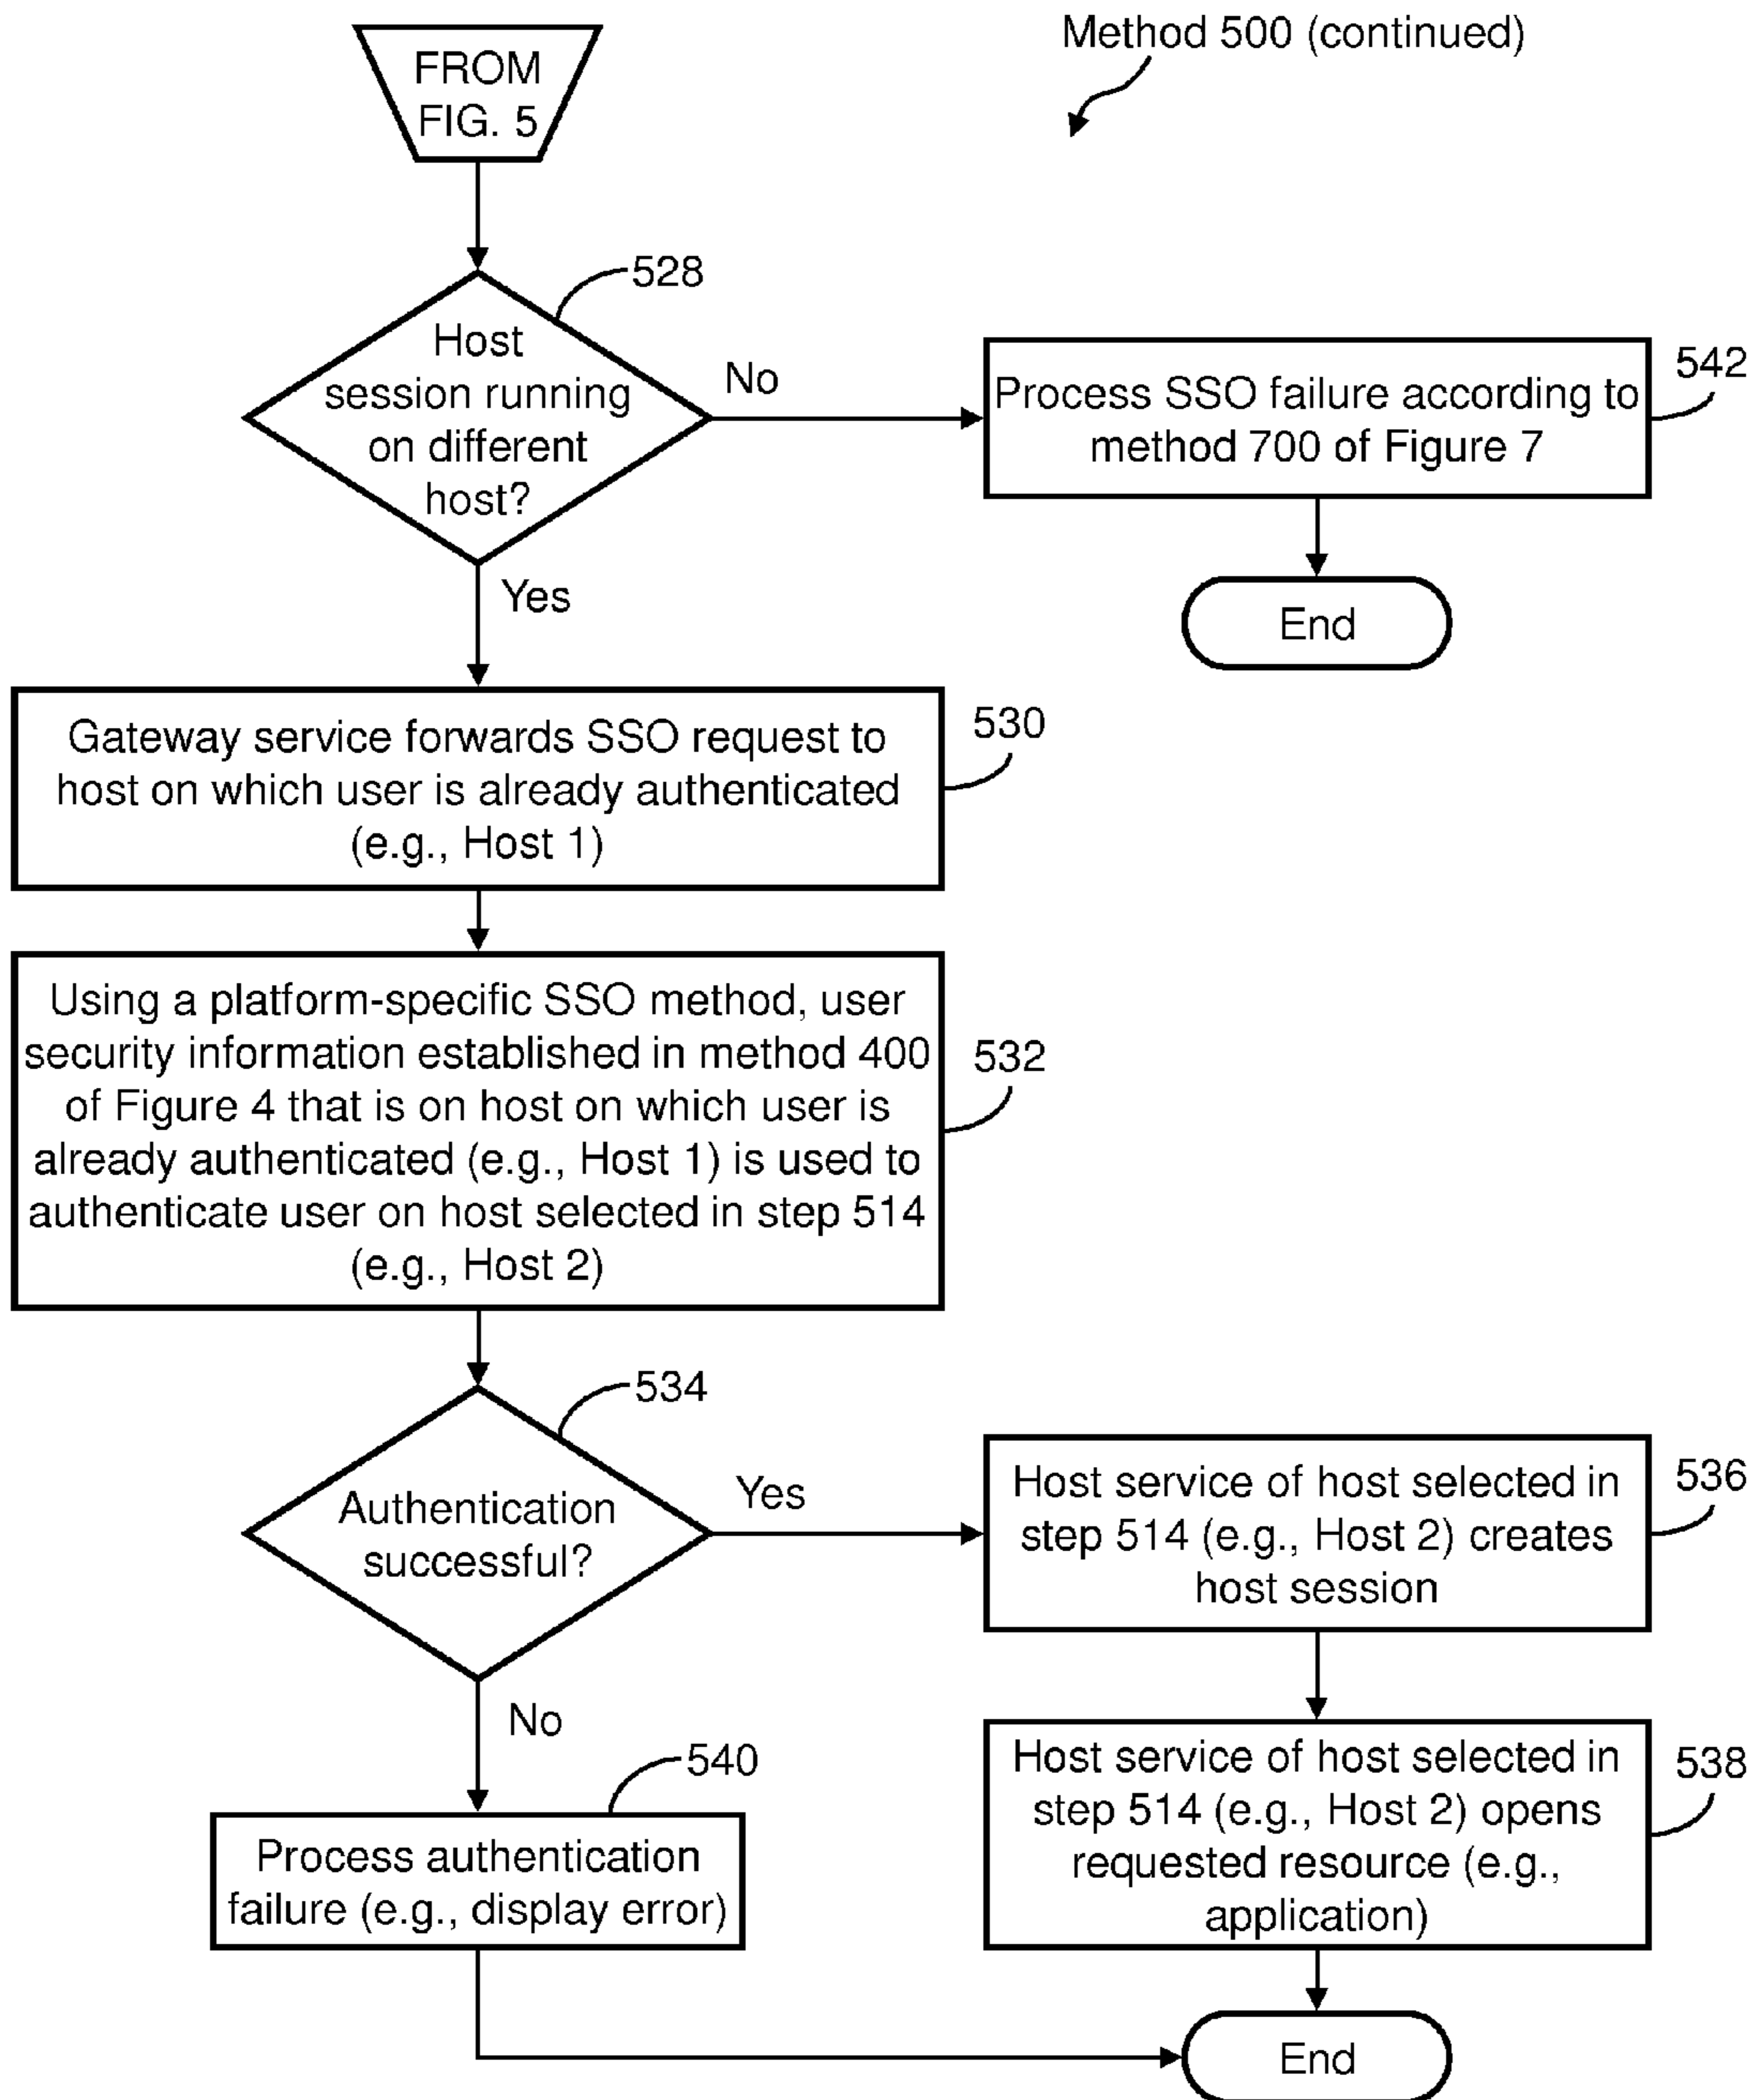 Method 500 (continued)
FROM
FIG. 5
528
Host
session running
on different
host?
No
542
Process SSO failure according to
method 700 of Figure 7
End
Yes
530
Gateway service forwards SSO request to
host on which user is already authenticated
(e.g., Host 1)
532
Using a platform-specific SSO method, user
security information established in method 400
of Figure 4 that is on host on which user is
already authenticated (e.g., Host 1) is used to
authenticate user on host selected in step 514
(e.g., Host 2)
534
Authentication
successful?
Yes
536
Host service of host selected in
step 514 (e.g., Host 2) creates
host session
No
538
Host service of host selected in
step 514 (e.g., Host 2) opens
requested resource (e.g.,
application)
540
Process authentication
failure (e.g., display error)
End